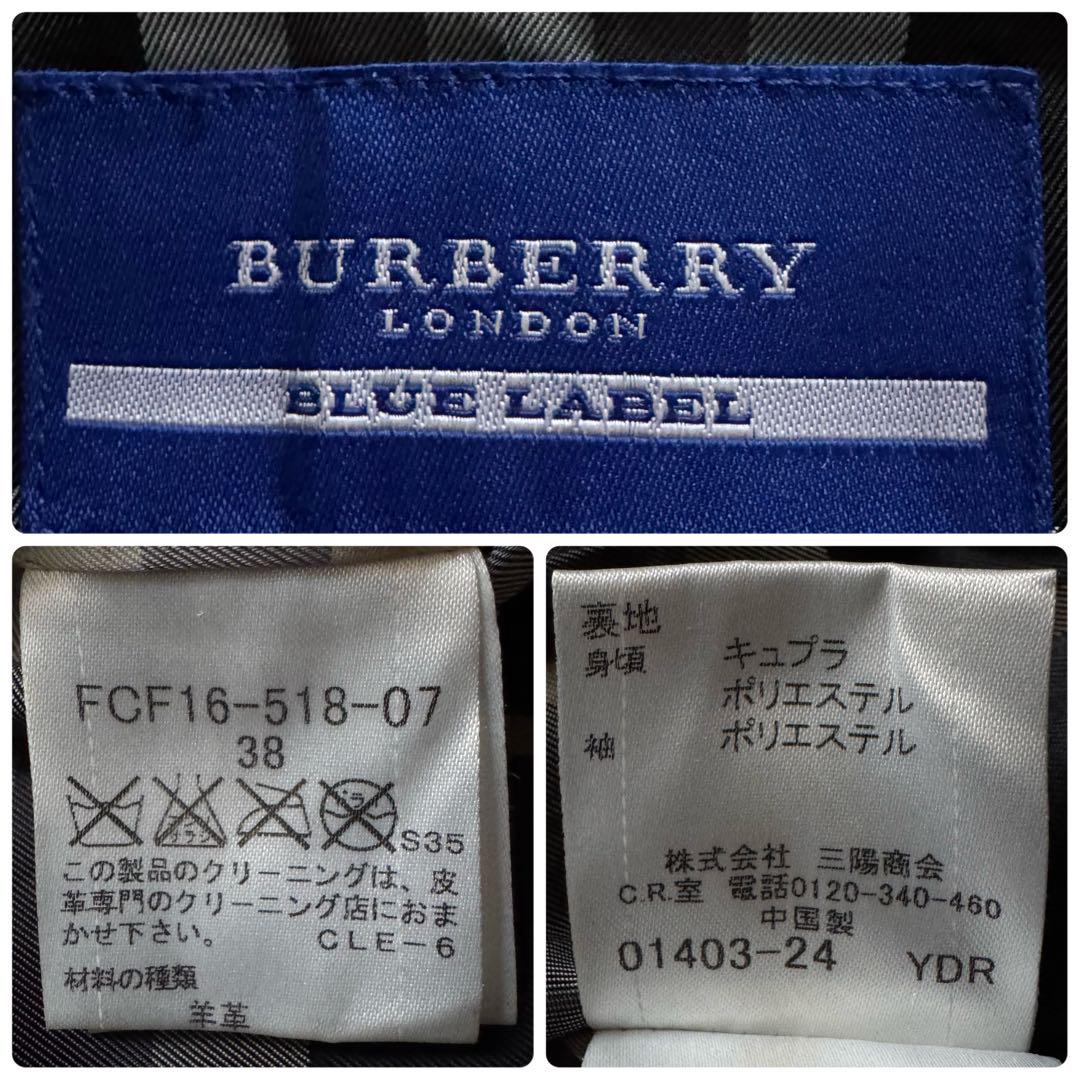 BURBERRY
LONDON
BLUE LABEL
FCF16-518-07
38
S35
この製品のクリーニングは、皮
革専門のクリーニング店におま
かせ下さい。 CLE-6
材料の種類
羊革
裏地
身頃 キュプラ
ポリエステル
袖 ポリエステル
株式会社 三陽商会
C.R.室 電話0120-340-460
中国製
01403-24 YDR